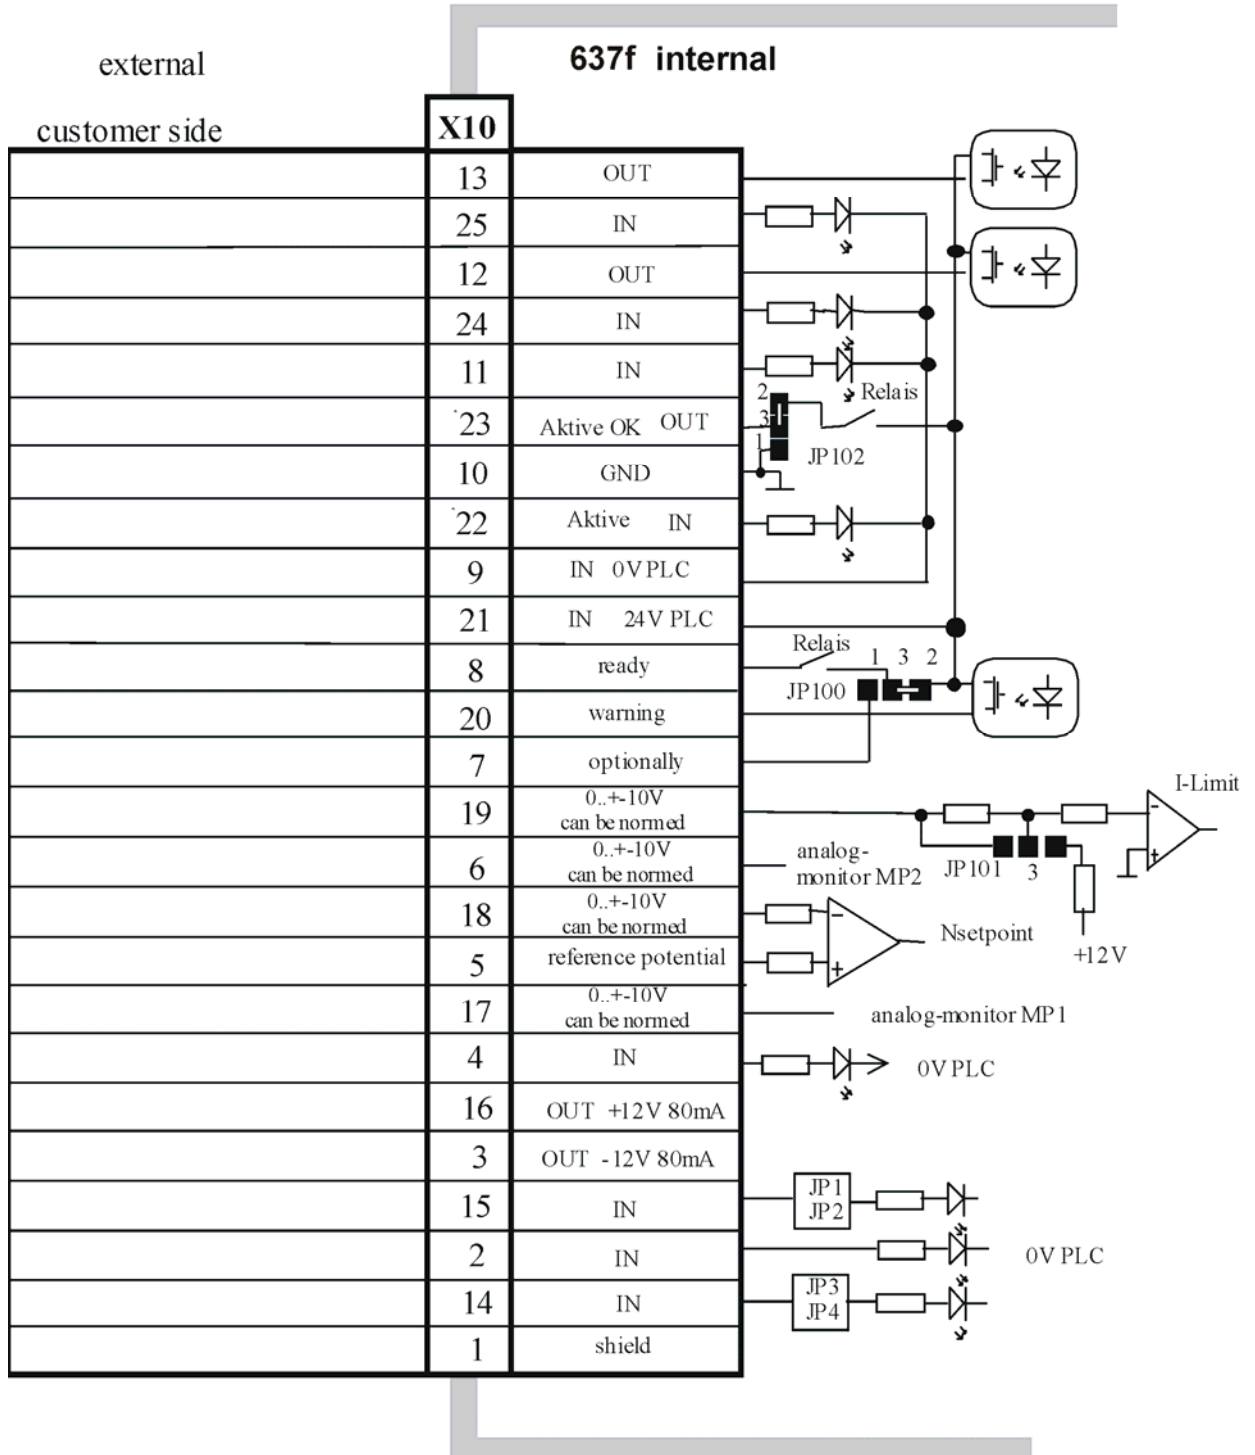 external
637f internal
customer side
X10
13 OUT
25 IN
12 OUT
24 IN
11 IN
2
Relais
23 Aktive OK OUT
3
1
JP102
10 GND
22 Aktive IN
9 IN 0V PLC
21 IN 24V PLC
Relais
1 3 2
8 ready
JP100
20 warning
7 optionally
I-Limit
19 0..+-10V
can be normed
-
+
JP101 3
+12V
6 0..+-10V
can be normed
analog-
monitor MP2
18 0..+-10V
can be normed
-
Nsetpoint
5 reference potential
+
17 0..+-10V
can be normed
analog-monitor MP1
4 IN
0V PLC
16 OUT +12V 80mA
3 OUT -12V 80mA
15 IN
JP1
JP2
2 IN
0V PLC
14 IN
JP3
JP4
1 shield